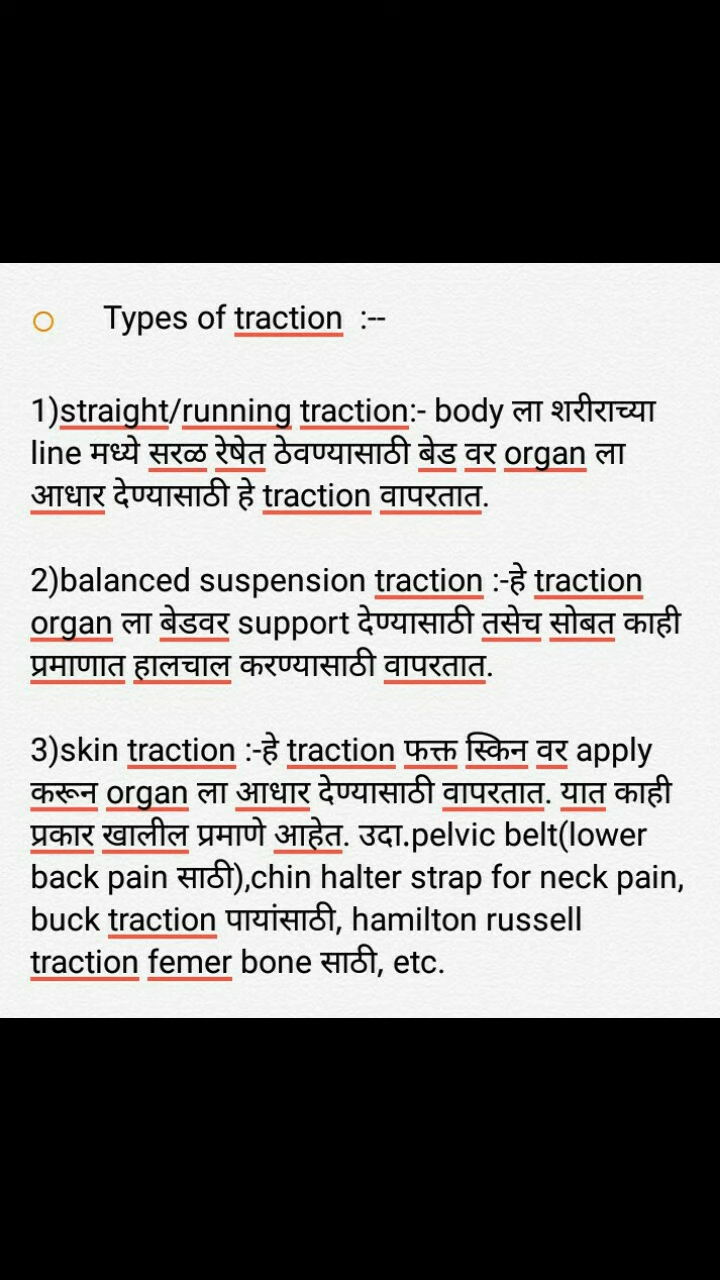 Types of traction :--
1)straight/running traction:- body ला शरीराच्या
line मध्ये सरळ रेषेत ठेवण्यासाठी बेड वर organ ला
आधार देण्यासाठी हे traction वापरतात.
2)balanced suspension traction :-हे traction
organ ला बेडवर support देण्यासाठी तसेच सोबत काही
प्रमाणात हालचाल करण्यासाठी वापरतात.
3)skin traction :-हे traction फक्त स्किन वर apply
करून organ ला आधार देण्यासाठी वापरतात. यात काही
प्रकार खालील प्रमाणे आहेत. उदा.pelvic belt(lower
back pain साठी),chin halter strap for neck pain,
buck traction पायांसाठी, hamilton russell
traction femer bone साठी, etc.